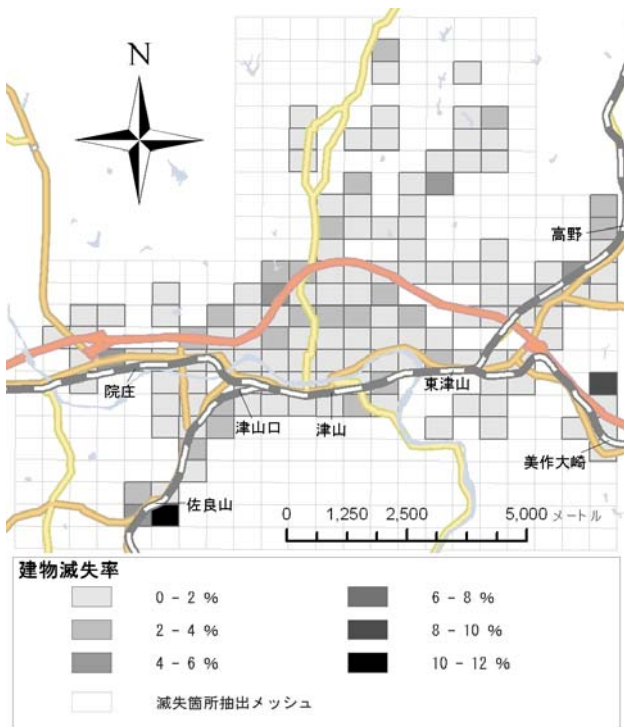 N
高野
院庄
津山口
津山
東津山
美作大崎
佐良山
0 1,250 2,500 5,000 メートル
建物滅失率
0 - 2 %
2 - 4 %
4 - 6 %
6 - 8 %
8 - 10 %
10 - 12 %
滅失箇所抽出メッシュ